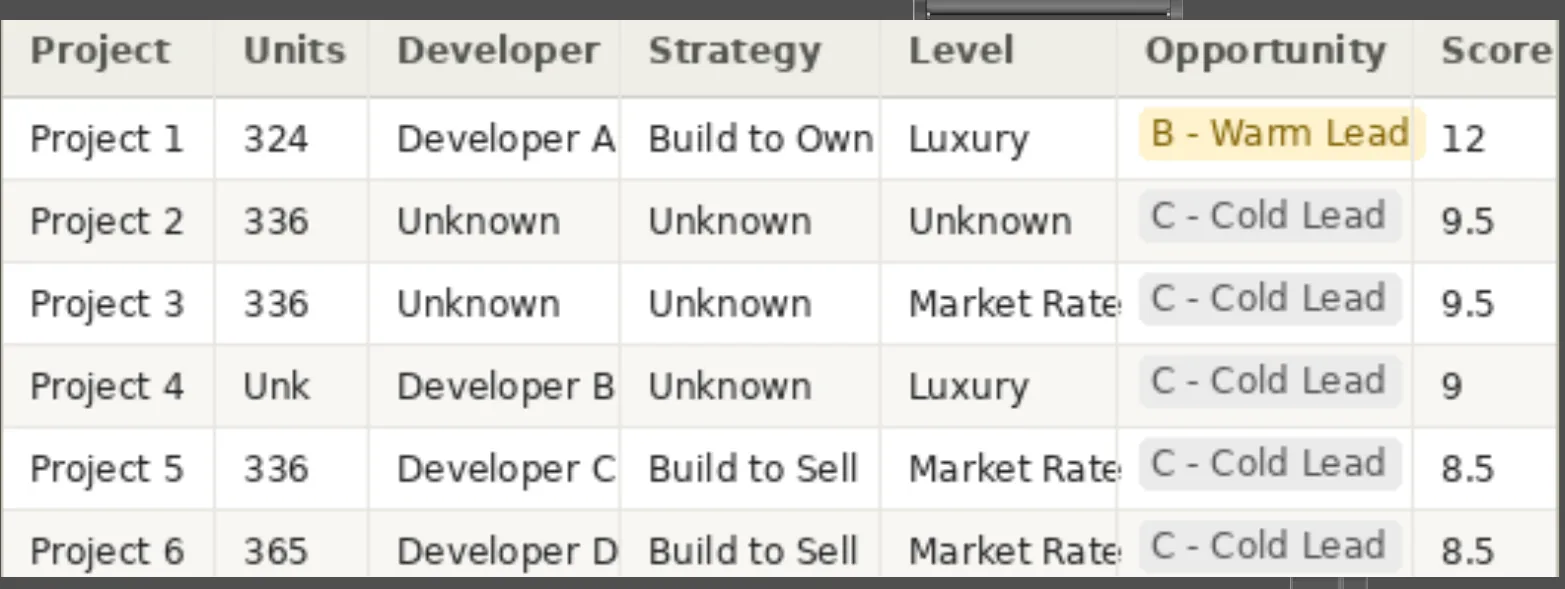 Project Units Developer Strategy Level Opportunity Score
Project 1 324 Developer A Build to Own Luxury B - Warm Lead 12
Project 2 336 Unknown Unknown Unknown C - Cold Lead 9.5
Project 3 336 Unknown Unknown Market Rate C - Cold Lead 9.5
Project 4 Unk Developer B Unknown Luxury C - Cold Lead 9
Project 5 336 Developer C Build to Sell Market Rate C - Cold Lead 8.5
Project 6 365 Developer D Build to Sell Market Rate C - Cold Lead 8.5